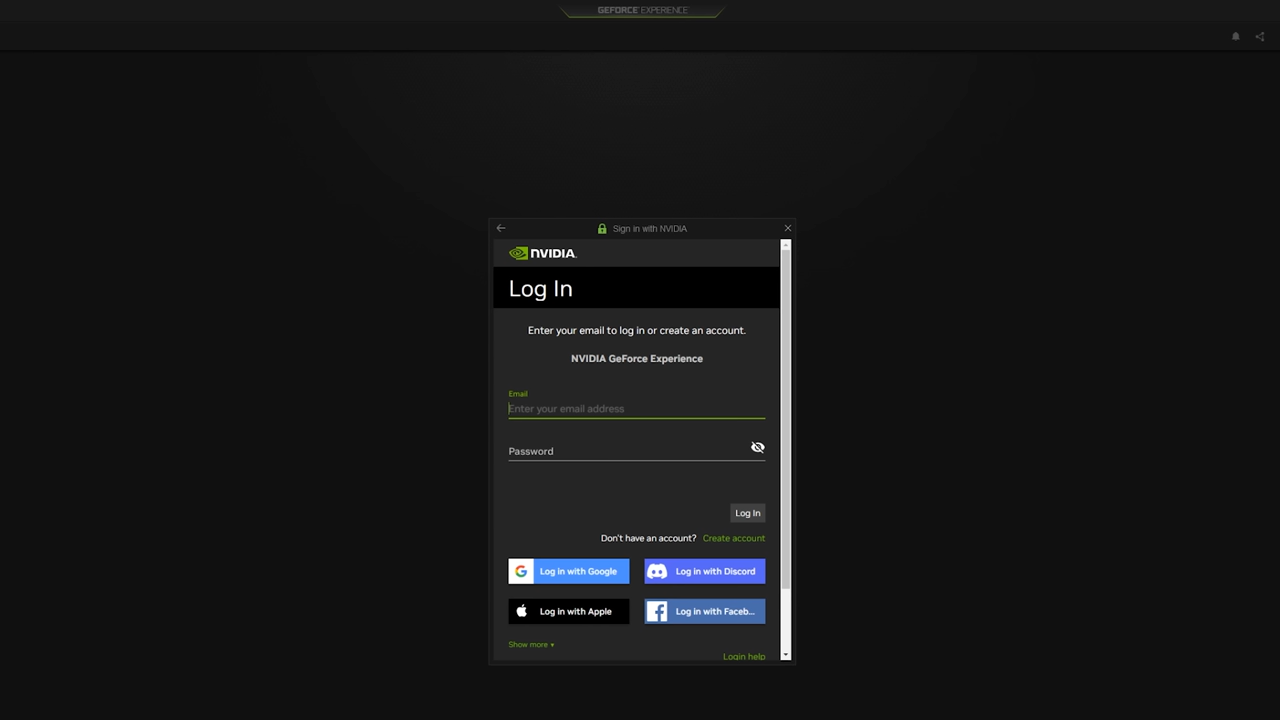 GEFORCE EXPERIENCE
Sign in with NVIDIA
NVIDIA.
Log In
Enter your email to log in or create an account.
NVIDIA GeForce Experience
Email
Enter your email address
Password
Log In
Don't have an account? Create account
Log in with Google
Log in with Discord
Log in with Apple
Log in with Faceb...
Show more
Login help